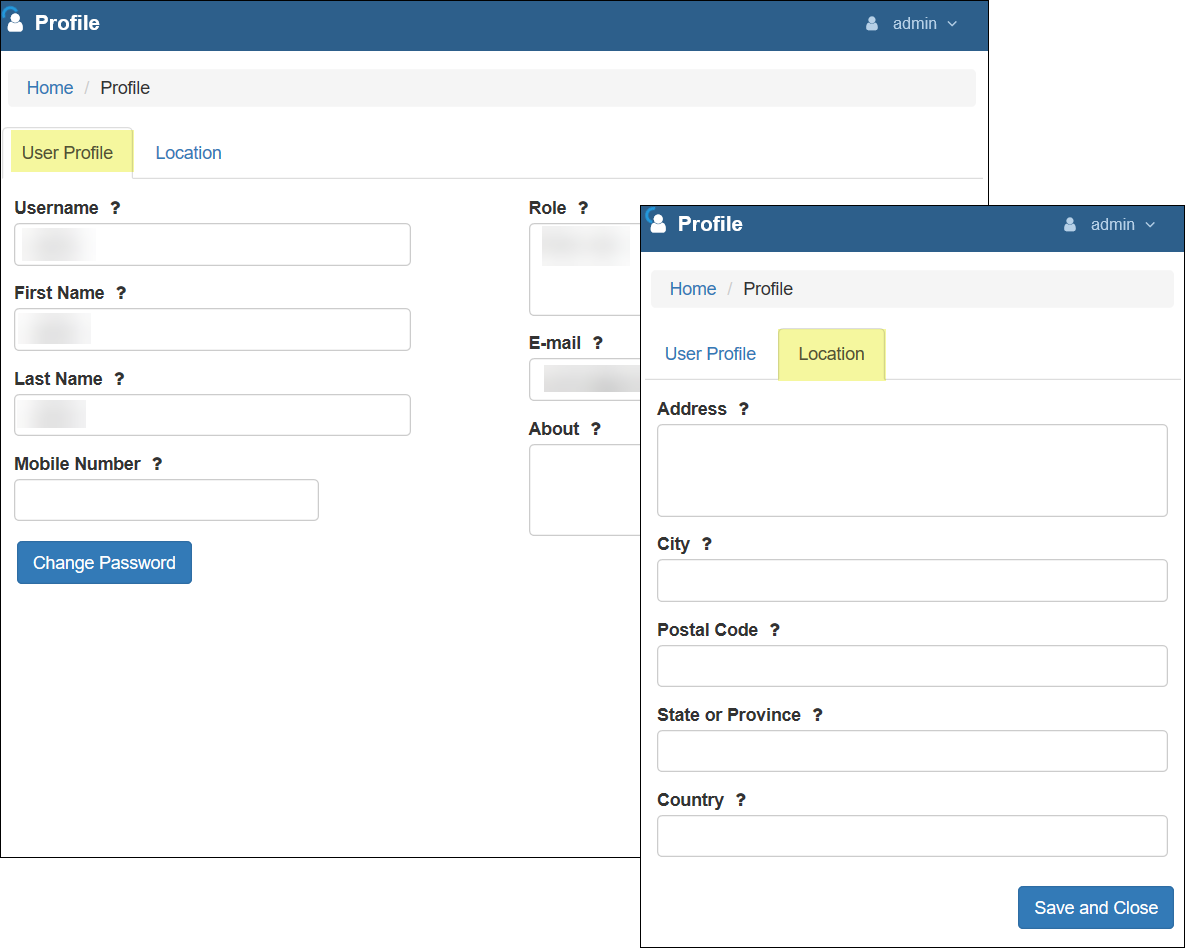 Profile
admin
Home / Profile
User Profile
Location
Username ?
First Name ?
Last Name ?
Mobile Number ?
Change Password
Role ?
E-mail ?
About ?
Profile
admin
Home / Profile
User Profile
Location
Address ?
City ?
Postal Code ?
State or Province ?
Country ?
Save and Close